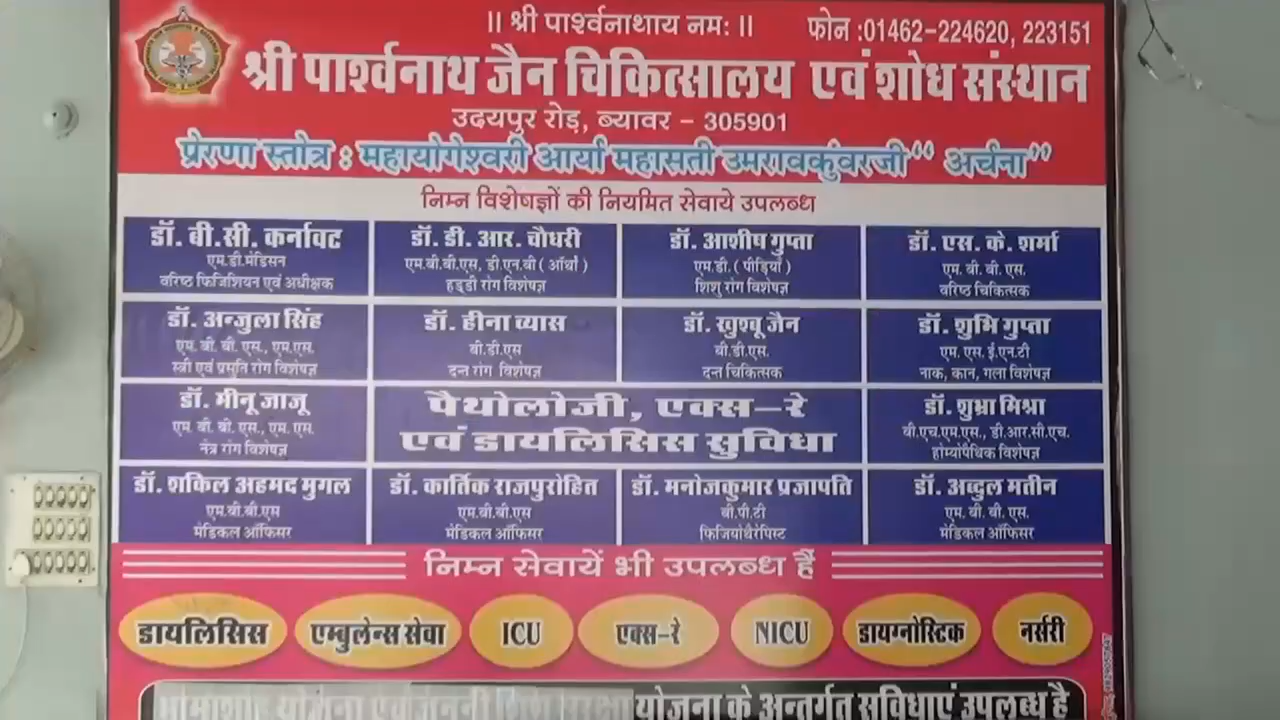 ॥ श्री पार्श्वनाथाय नमः ॥ फोन :01462-224620, 223151
श्री पार्श्वनाथ जैन चिकित्सालय एवं शोध संस्थान
उदयपुर रोड़, ब्यावर - 305901
प्रेरणा स्तोत्र : महायोगेश्वरी आर्या महासती उमरावकुंवरजी“ अर्चना”
निम्न विशेषज्ञों की नियमित सेवाये उपलब्ध
डॉ. बी.सी. कर्नावट
एम.डी.मेडिसन
वरिष्ठ फिजिशियन एवं अधीक्षक
डॉ. डी. आर. चौधरी
एम.बी.बी.एस, डी.एन.बी ( ऑर्थो )
हड्डी रोग विशेषज्ञ
डॉ. आशीष गुप्ता
एम.डी. ( पीड़ियो )
शिशु रोग विशेषज्ञ
डॉ. एस. के. शर्मा
एम. बी. बी. एस.
वरिष्ठ चिकित्सक
डॉ. अन्जुला सिंह
एम. बी. बी. एस., एम.एस.
स्त्री एवं प्रसुति रोग विशेषज्ञ
डॉ. हीना व्यास
बी.डी.एस
दन्त रोग विशेषज्ञ
डॉ. खुश्बू जैन
बी.डी.एस.
दन्त चिकित्सक
डॉ. शुभि गुप्ता
एम. एस. ई.एन.टी
नाक, कान, गला विशेषज्ञ
डॉ. मीनू जाजू
एम. बी. बी. एस., एम. एस.
नेत्र रोग विशेषज्ञ
पैथोलोजी, एक्स-रे
एवं डायलिसिस सुविधा
डॉ. शुभ्रा मिश्रा
बी.एच.एम.एस., डी.आर.सी.एच.
होम्योपैथिक विशेषज्ञ
डॉ. शकिल अहमद मुगल
एम.बी.बी.एस
मेडिकल ऑफिसर
डॉ. कार्तिक राजपुरोहित
एम.बी.बी.एस
मेडिकल ऑफिसर
डॉ. मनोजकुमार प्रजापति
बी.पी.टी
फिजियोथैरेपिस्ट
डॉ. अब्दुल मतीन
एम. बी. बी. एस.
मेडिकल ऑफिसर
निम्न सेवायें भी उपलब्ध हैं
डायलिसिस
एम्बुलेन्स सेवा
ICU
एक्स-रे
NICU
डायग्नोस्टिक
नर्सरी
भामाशाह योजना एवं जननी शिशु सुरक्षा योजना के अन्तर्गत सुविधाएं उपलब्ध है